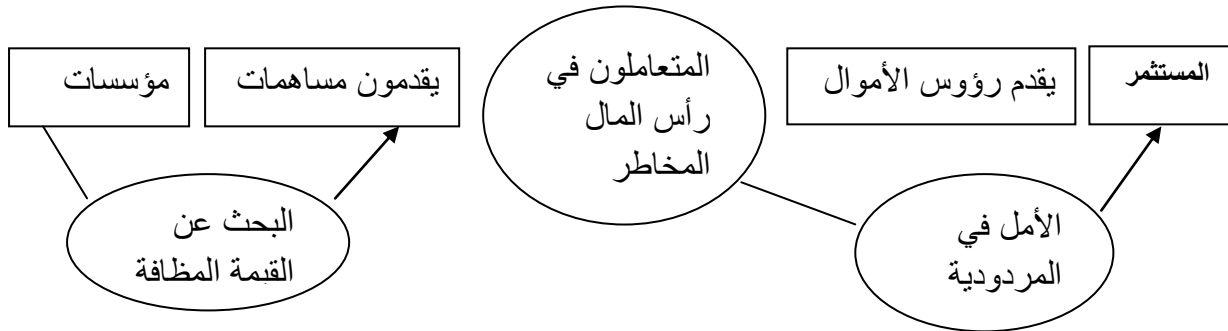 المستثمر
يقدم رؤوس الأموال
المتعاملون في
رأس المال
المخاطر
يقدمون مساهمات
مؤسسات
الأمل في
المردودية
البحث عن
القيمة المظافة